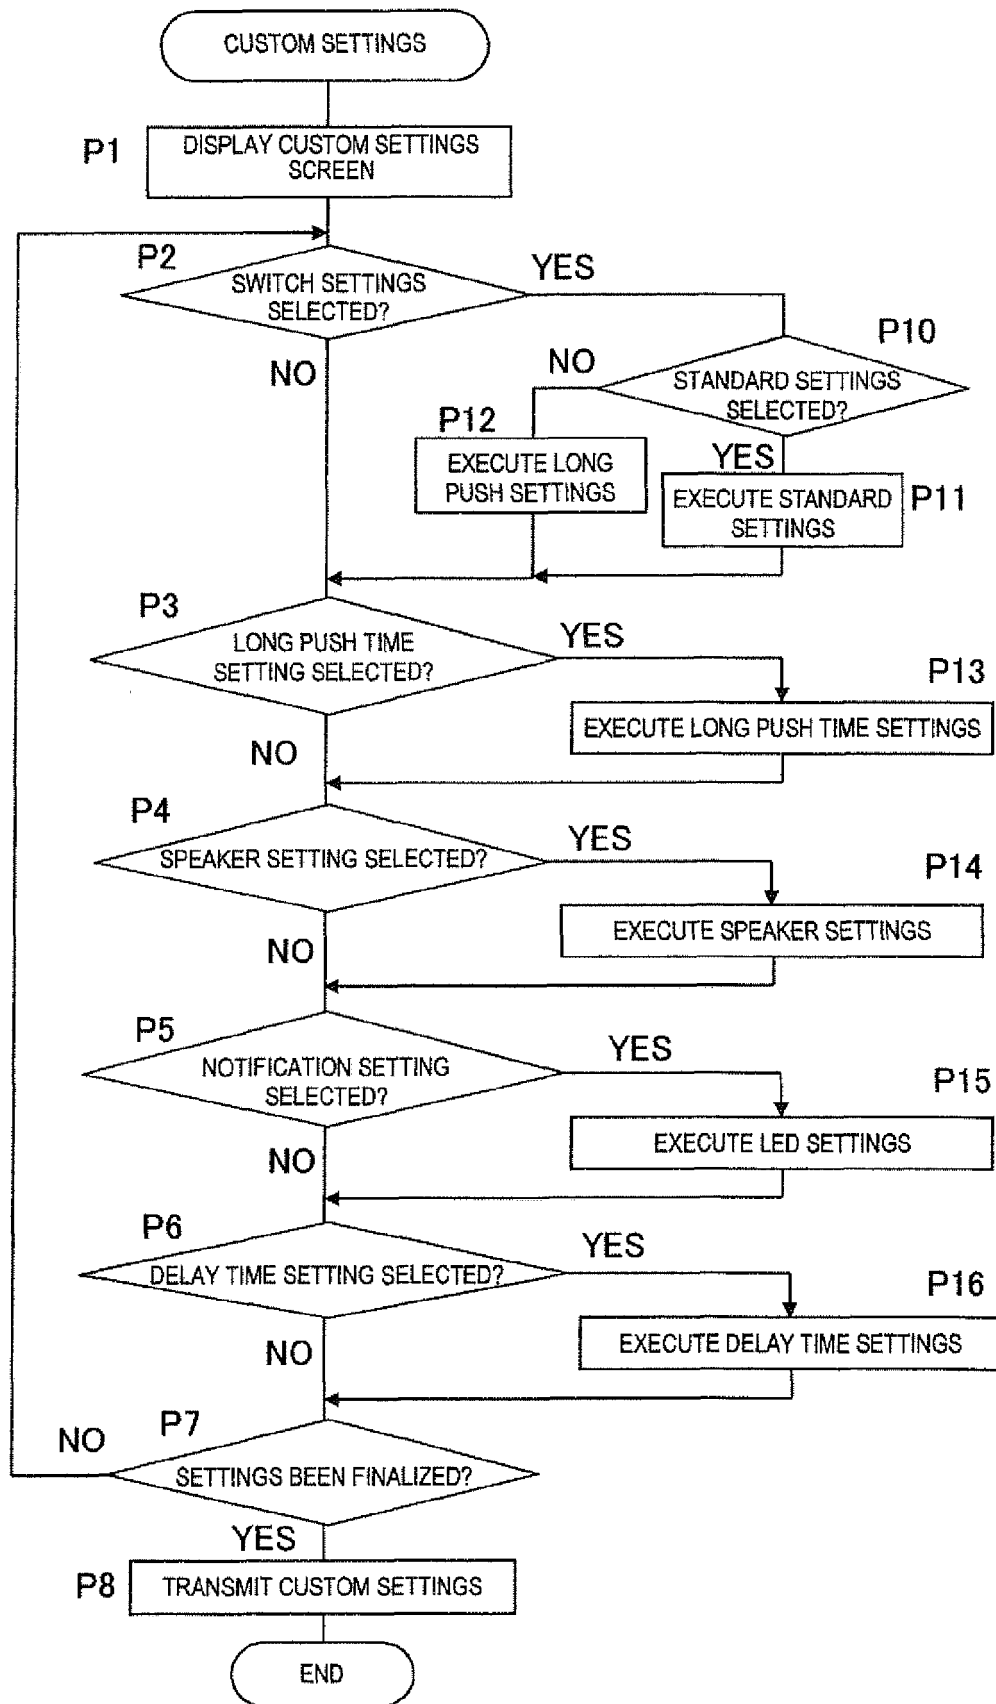 CUSTOM SETTINGS
P1
DISPLAY CUSTOM SETTINGS
SCREEN
P2
SWITCH SETTINGS
SELECTED?
YES
NO
P10
STANDARD SETTINGS
SELECTED?
NO
YES
P12
EXECUTE LONG
PUSH SETTINGS
P11
EXECUTE STANDARD
SETTINGS
P3
LONG PUSH TIME
SETTING SELECTED?
YES
P13
EXECUTE LONG PUSH TIME SETTINGS
NO
P4
SPEAKER SETTING SELECTED?
YES
P14
EXECUTE SPEAKER SETTINGS
NO
P5
NOTIFICATION SETTING
SELECTED?
YES
P15
EXECUTE LED SETTINGS
NO
P6
DELAY TIME SETTING SELECTED?
YES
P16
EXECUTE DELAY TIME SETTINGS
NO
P7
NO
SETTINGS BEEN FINALIZED?
YES
P8
TRANSMIT CUSTOM SETTINGS
END